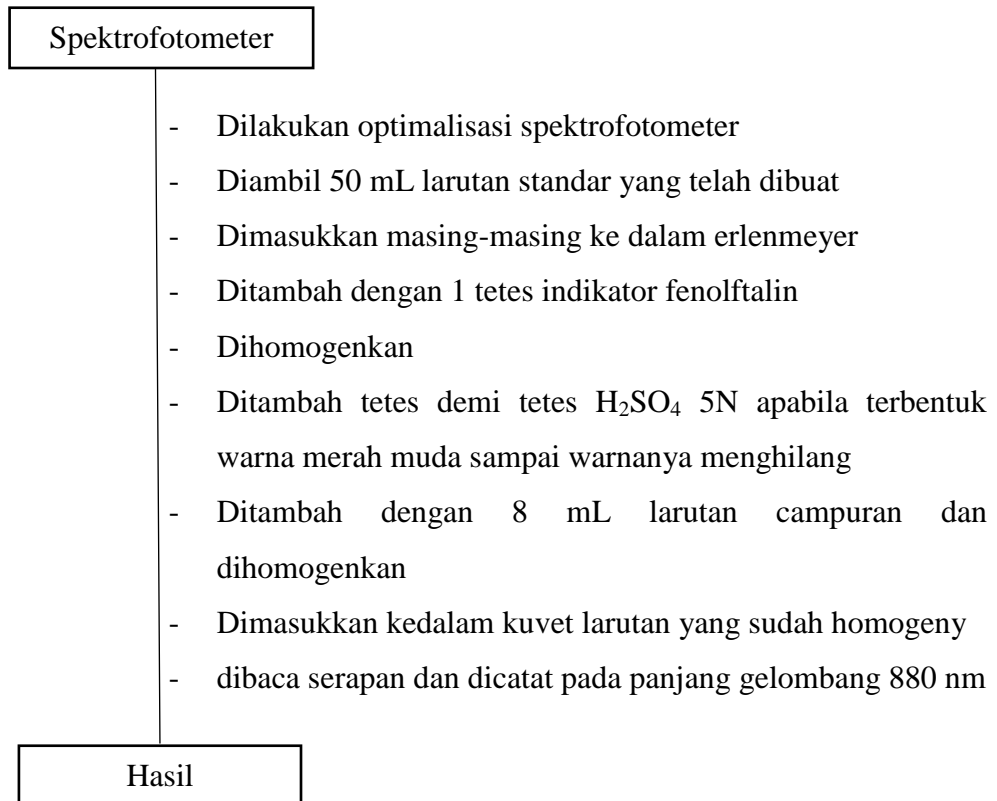 Spektrofotometer
- Dilakukan optimalisasi spektrofotometer
- Diambil 50 mL larutan standar yang telah dibuat
- Dimasukkan masing-masing ke dalam erlenmeyer
- Ditambah dengan 1 tetes indikator fenolftalin
- Dihomogenkan
- Ditambah tetes demi tetes H₂SO₄ 5N apabila terbentuk
warna merah muda sampai warnanya menghilang
- Ditambah dengan 8 mL larutan campuran dan
dihomogenkan
- Dimasukkan kedalam kuvet larutan yang sudah homogeny
- dibaca serapan dan dicatat pada panjang gelombang 880 nm
Hasil